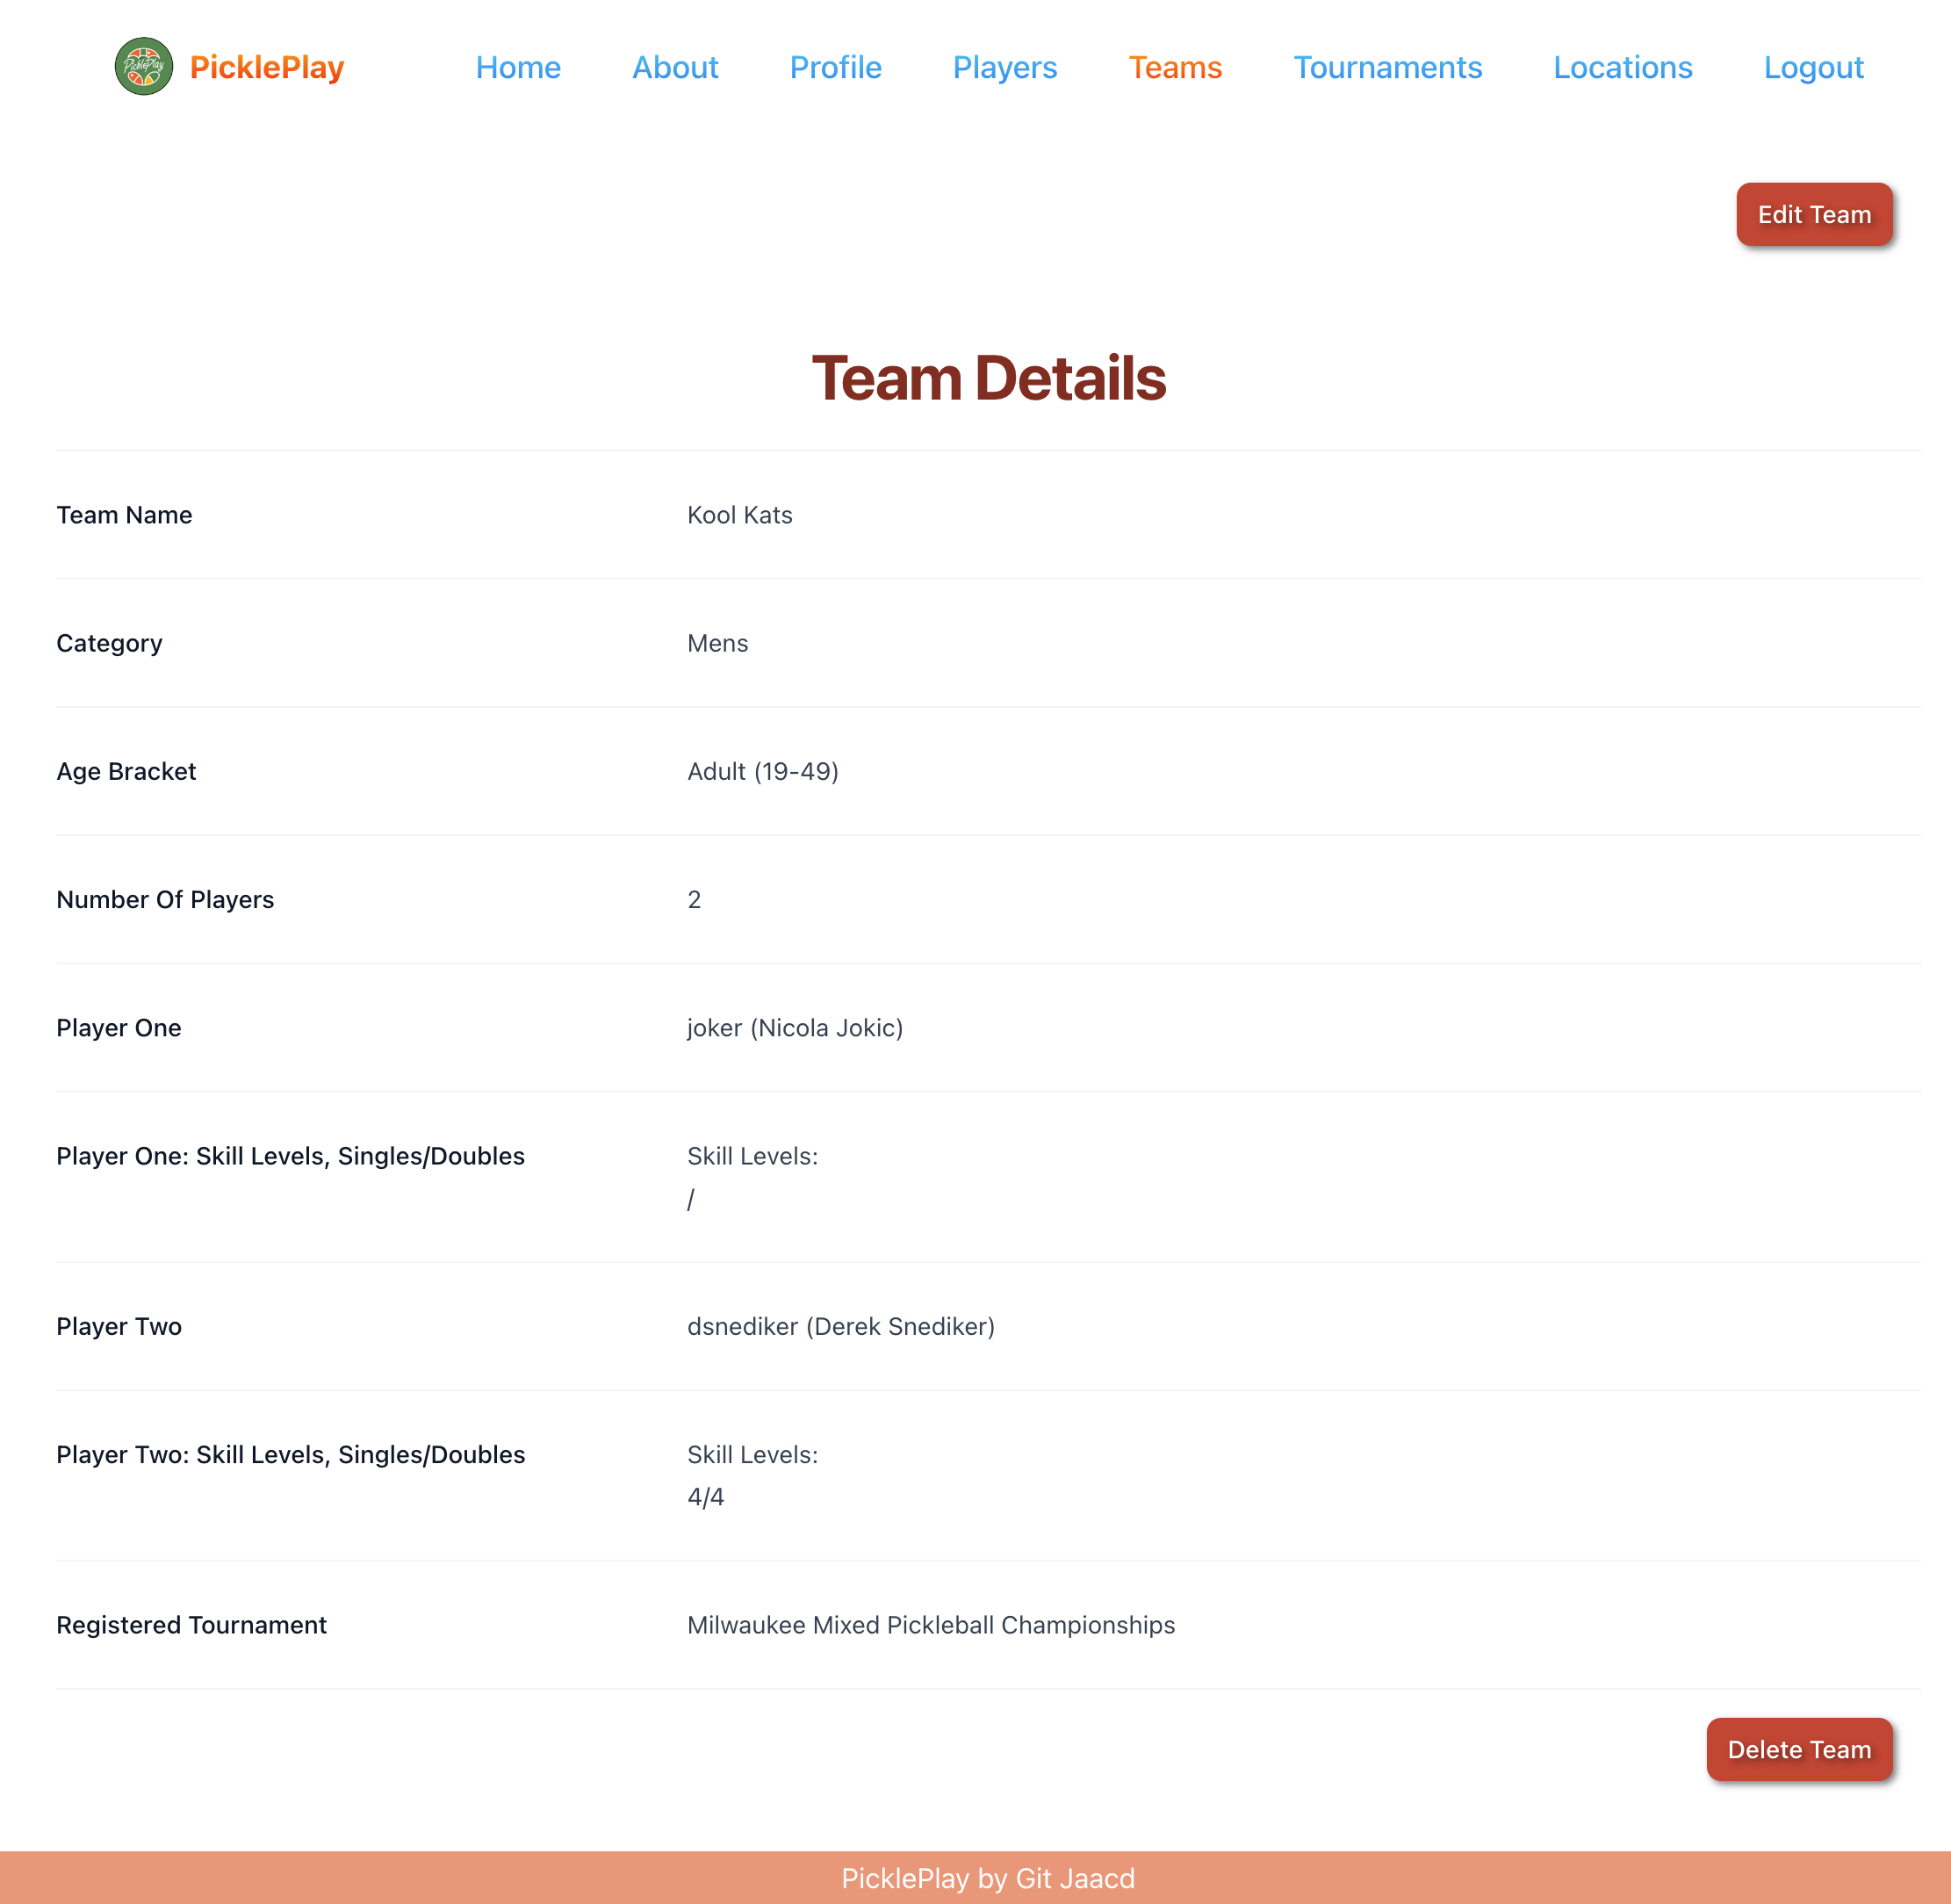 PicklePlay
PicklePlay Home About Profile Players Teams Tournaments Locations Logout
Edit Team
Team Details
Team Name Kool Kats
Category Mens
Age Bracket Adult (19-49)
Number Of Players 2
Player One joker (Nicola Jokic)
Player One: Skill Levels, Singles/Doubles Skill Levels:
/
Player Two dsnediker (Derek Snediker)
Player Two: Skill Levels, Singles/Doubles Skill Levels:
4/4
Registered Tournament Milwaukee Mixed Pickleball Championships
Delete Team
PicklePlay by Git Jaacd